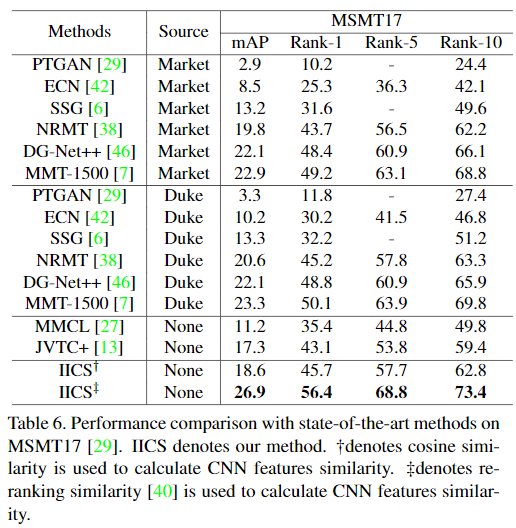 Methods Source MSMT17
mAP Rank-1 Rank-5 Rank-10
PTGAN [29] Market 2.9 10.2 - 24.4
ECN [42] Market 8.5 25.3 36.3 42.1
SSG [6] Market 13.2 31.6 - 49.6
NRMT [38] Market 19.8 43.7 56.5 62.2
DG-Net++ [46] Market 22.1 48.4 60.9 66.1
MMT-1500 [7] Market 22.9 49.2 63.1 68.8
PTGAN [29] Duke 3.3 11.8 - 27.4
ECN [42] Duke 10.2 30.2 41.5 46.8
SSG [6] Duke 13.3 32.2 - 51.2
NRMT [38] Duke 20.6 45.2 57.8 63.3
DG-Net++ [46] Duke 22.1 48.8 60.9 65.9
MMT-1500 [7] Duke 23.3 50.1 63.9 69.8
MMCL [27] None 11.2 35.4 44.8 49.8
JVTC+ [13] None 17.3 43.1 53.8 59.4
IICS† None 18.6 45.7 57.7 62.8
IICS‡ None 26.9 56.4 68.8 73.4
Table 6. Performance comparison with state-of-the-art methods on
MSMT17 [29]. IICS denotes our method. †denotes cosine simi-
larity is used to calculate CNN features similarity. ‡denotes re-
ranking similarity [40] is used to calculate CNN features similar-
ity.